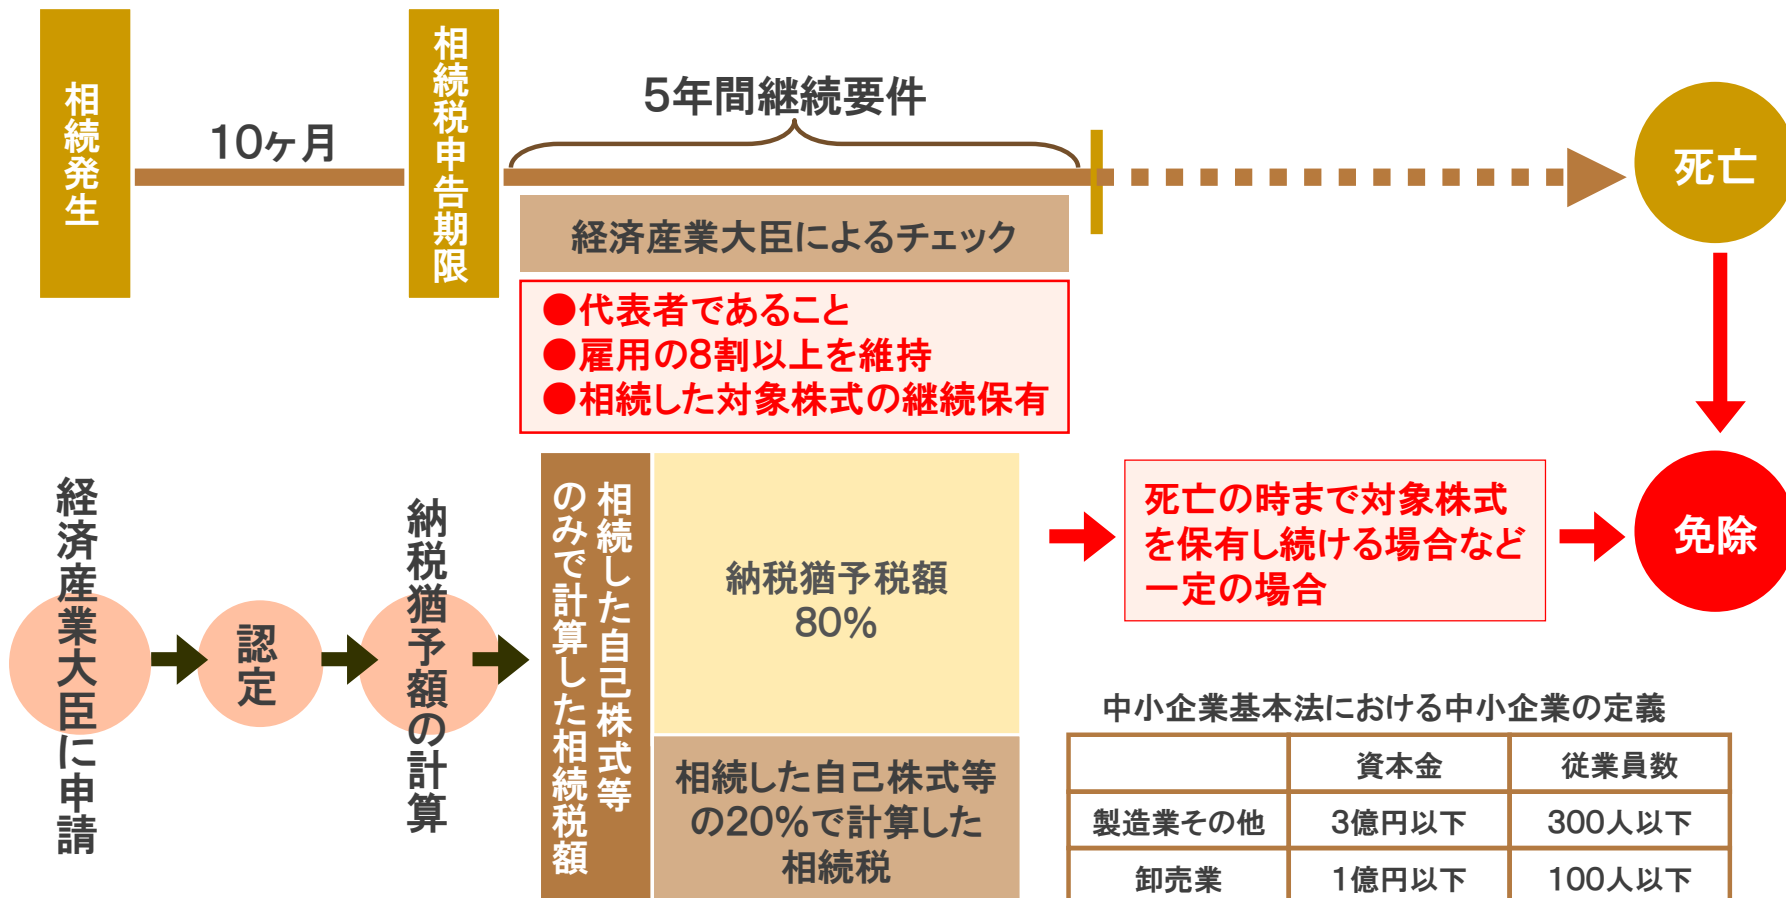 相続発生
10ヶ月
相続税申告期限
5年間継続要件
死亡
経済産業大臣によるチェック
●代表者であること
●雇用の8割以上を維持
●相続した対象株式の継続保有
経済産業大臣に申請
認定
納税猶予額の計算
相続した自己株式等
のみで計算した相続税額
納税猶予税額
80%
相続した自己株式等
の20%で計算した
相続税
死亡の時まで対象株式
を保有し続ける場合など
一定の場合
免除
中小企業基本法における中小企業の定義
資本金 従業員数
製造業その他 3億円以下 300人以下
卸売業 1億円以下 100人以下